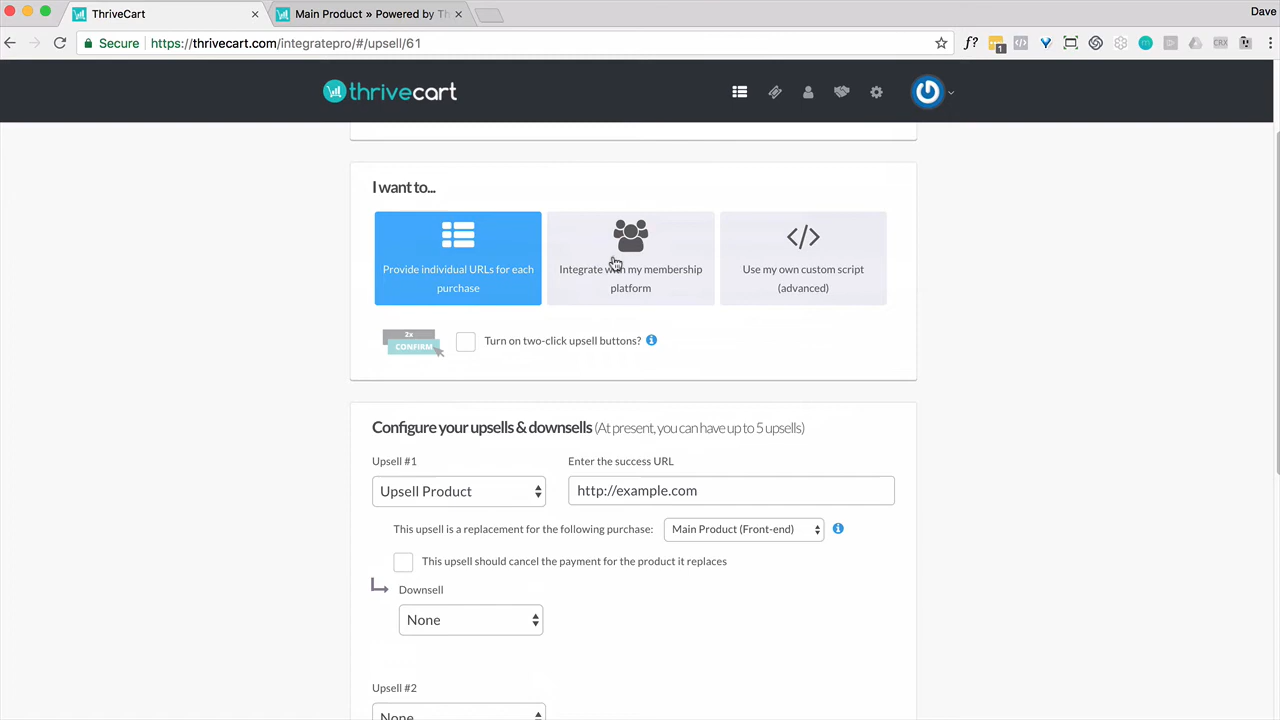 ThriveCart
Main Product » Powered by Th
Dave
Secure
https://thrivecart.com/integratepro/#/upsell/61
f?
1
CRX
thrivecart
I want to...
Provide individual URLs for each
purchase
Integrate with my membership
platform
Use my own custom script
(advanced)
2x
CONFIRM
Turn on two-click upsell buttons?
Configure your upsells & downsells (At present, you can have up to 5 upsells)
Upsell #1
Enter the success URL
Upsell Product
http://example.com
This upsell is a replacement for the following purchase:
Main Product (Front-end)
This upsell should cancel the payment for the product it replaces
Downsell
None
Upsell #2
None